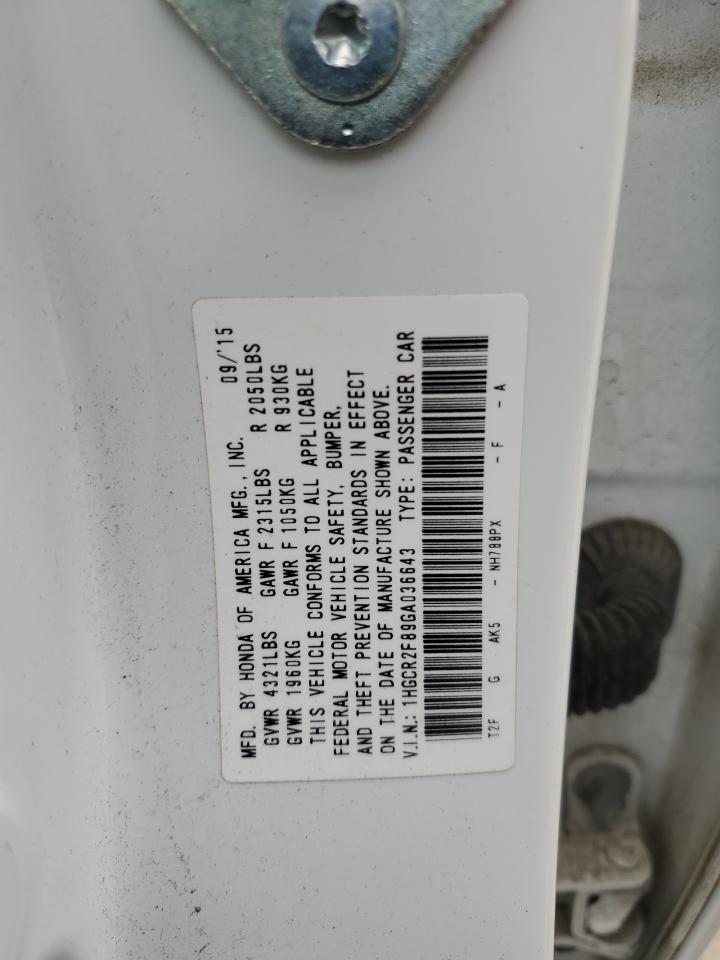 MFD. BY HONDA OF AMERICA MFG., INC. 09/'15
GVWR 4321LBS GAWR F 2315LBS R 2050LBS
GVWR 1960KG GAWR F 1050KG R 930KG
THIS VEHICLE CONFORMS TO ALL APPLICABLE
FEDERAL MOTOR VEHICLE SAFETY, BUMPER,
AND THEFT PREVENTION STANDARDS IN EFFECT
ON THE DATE OF MANUFACTURE SHOWN ABOVE.
V.I.N.: 1HGCR2F89GA036643 TYPE: PASSENGER CAR
T2F G AK5 - NH788PX - F - A